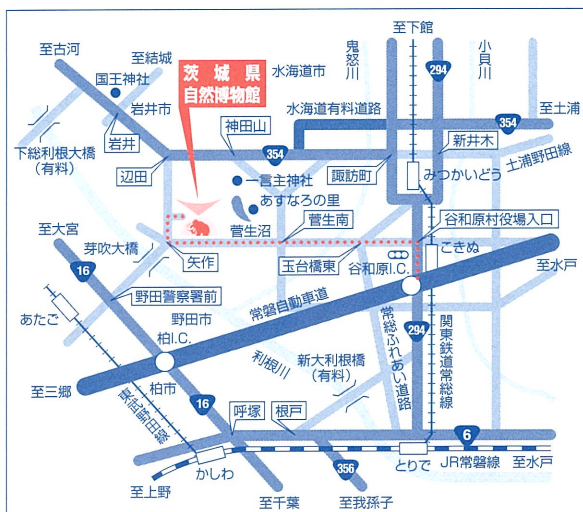 至下館
至古河
至結城
茨城県
自然博物館
水海道市
鬼怒川
294
小貝川
国王神社
岩井市
水海道有料道路
354
至土浦
神田山
新井木
岩井
下総利根大橋
(有料)
辺田
354
諏訪町
土浦野田線
一言主神社
みつかいどう
あすなろの里
至大宮
菅生沼
菅生南
谷和原村役場入口
芽吹大橋
16
矢作
玉台橋東
谷和原I.C.
こきぬ
至水戸
野田警察署前
常磐自動車道
あたご
野田市
柏I.C.
294
利根川
新大利根橋
(有料)
常総ふれあい道路
関東鉄道常総線
至三郷
柏市
東武野田線
16
呼塚
根戸
6
かしわ
とりで
JR常磐線
至水戸
356
至上野
至千葉
至我孫子